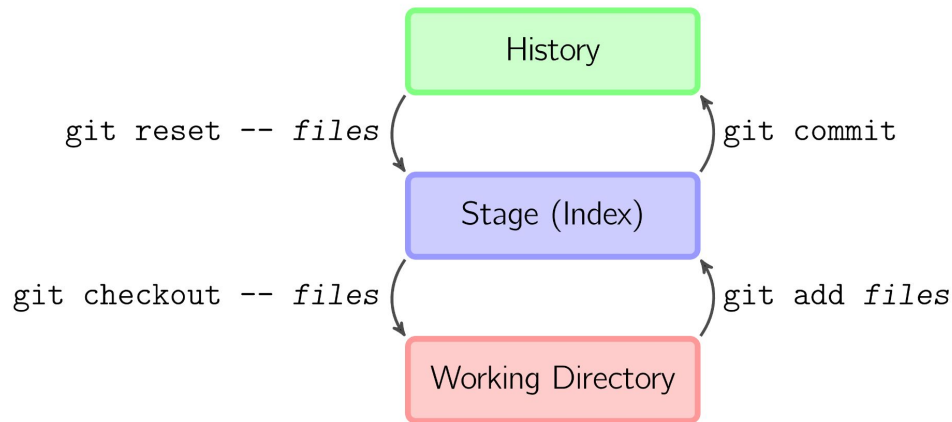 History
git reset -- files
git commit
Stage (Index)
git checkout -- files
git add files
Working Directory